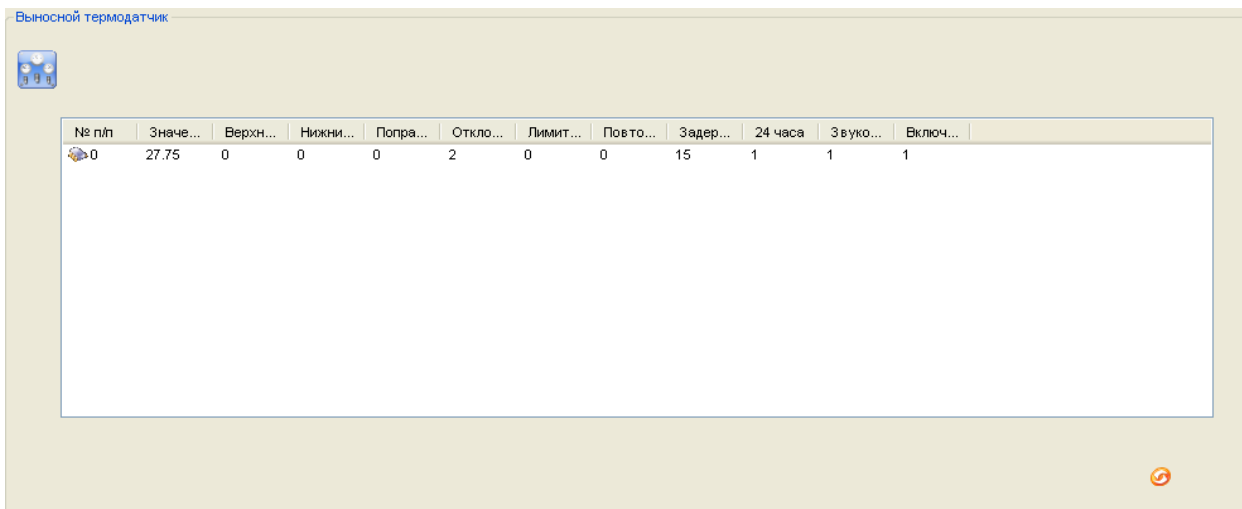 Выносной термодатчик
№ п/п Значе... Верхн... Нижни... Попра... Откло... Лимит... Повто... Задер... 24 часа Звуко... Включ...
0 27.75 0 0 0 2 0 0 15 1 1 1